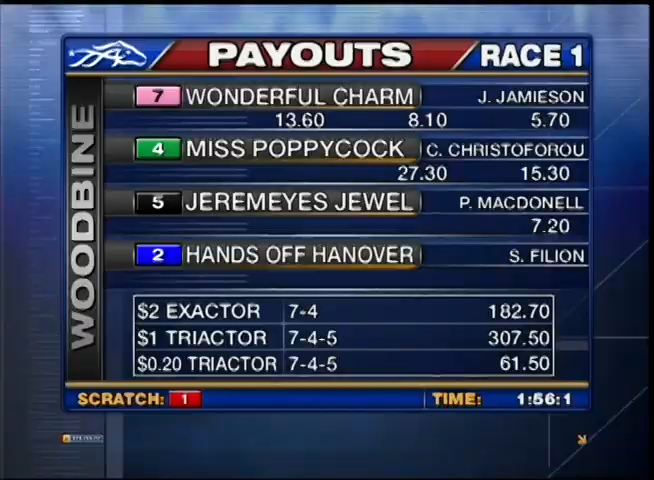 PAYOUTS RACE 1
WOODBINE
7 WONDERFUL CHARM J. JAMIESON
13.60 8.10 5.70
4 MISS POPPYCOCK C. CHRISTOFOROU
27.30 15.30
5 JEREMEYES JEWEL P. MACDONELL
7.20
2 HANDS OFF HANOVER S. FILION
$2 EXACTOR 7-4 182.70
$1 TRIACTOR 7-4-5 307.50
$0.20 TRIACTOR 7-4-5 61.50
SCRATCH: 1 TIME: 1:56:1